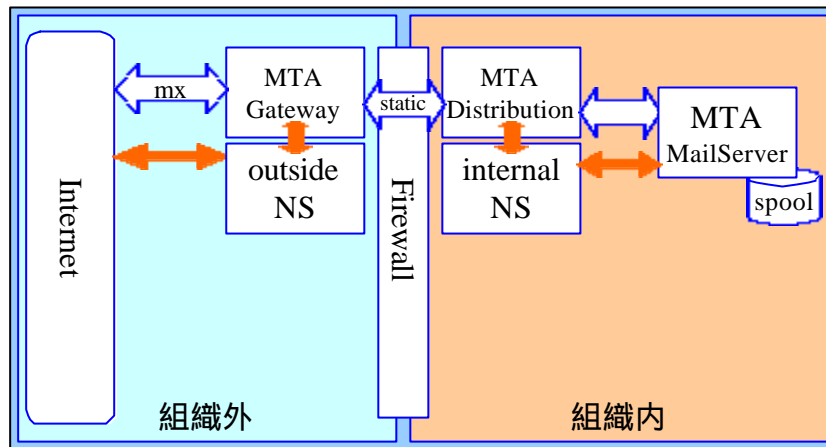 Internet
mx
MTA
Gateway
outside
NS
static
Firewall
MTA
Distribution
internal
NS
MTA
MailServer
spool
組織外
組織内